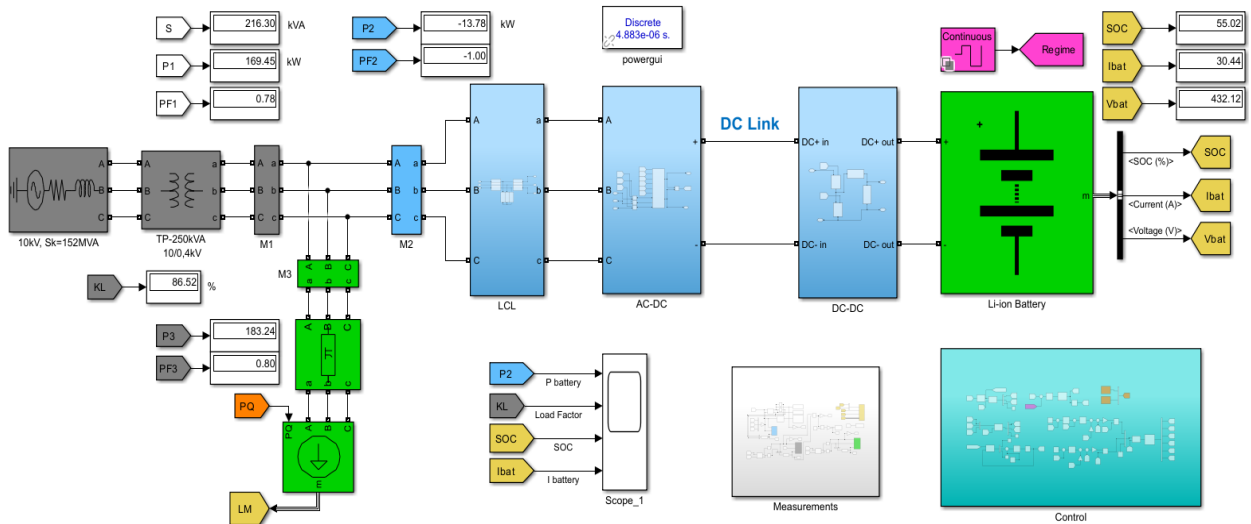 S
216.30
kVA
P1
169.45
kW
PF1
0.78
P2
-13.78
kW
PF2
-1.00
Discrete
4.883e-06 s.
powergui
Continuous
Regime
SOC
55.02
Ibat
30.44
Vbat
432.12
A
B
C
10kV, Sk=152MVA
A
B
C
a
b
c
TP-250kVA
10/0,4kV
A
B
C
a
b
c
M1
A
B
C
a
b
c
M2
A
B
C
a
b
c
LCL
A
B
C
+
-
AC-DC
DC Link
DC+ in
DC- in
DC+ out
DC- out
DC-DC
+
-
+
m
Li-ion Battery
<SOC (%)>
<Current (A)>
<Voltage (V)>
SOC
Ibat
Vbat
KL
86.52
%
M3
A
B
C
a
b
c
P3
183.24
PF3
0.80
A
B
C
a
b
c
PQ
PQ
A
B
C
m
LM
P2
P battery
KL
Load Factor
SOC
SOC
Ibat
I battery
Scope_1
Measurements
Control